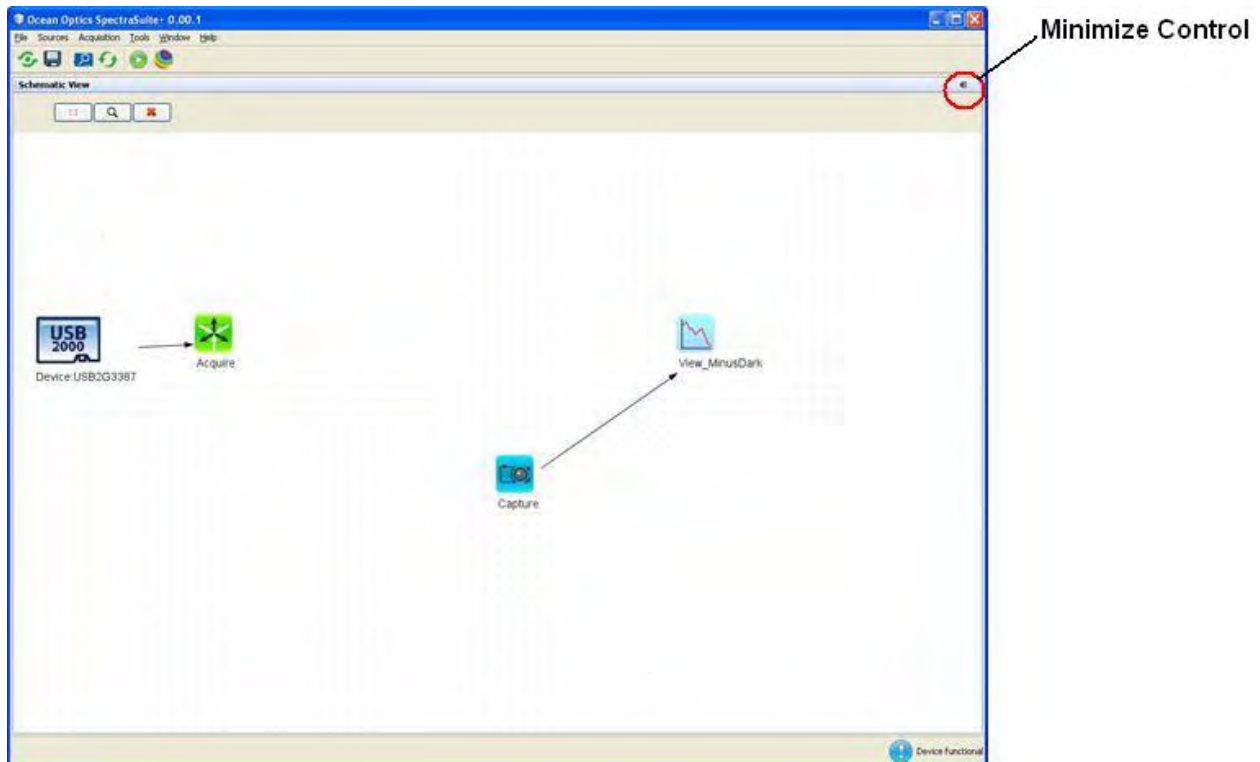 Ocean Optics SpectraSuite- 0.00.1
Minimize Control
File Sources Acquisition Tools Window Help
Schematic View
USB
2000
Acquire
Device:USB2G3387
View_MinusDark
Capture
Device functional